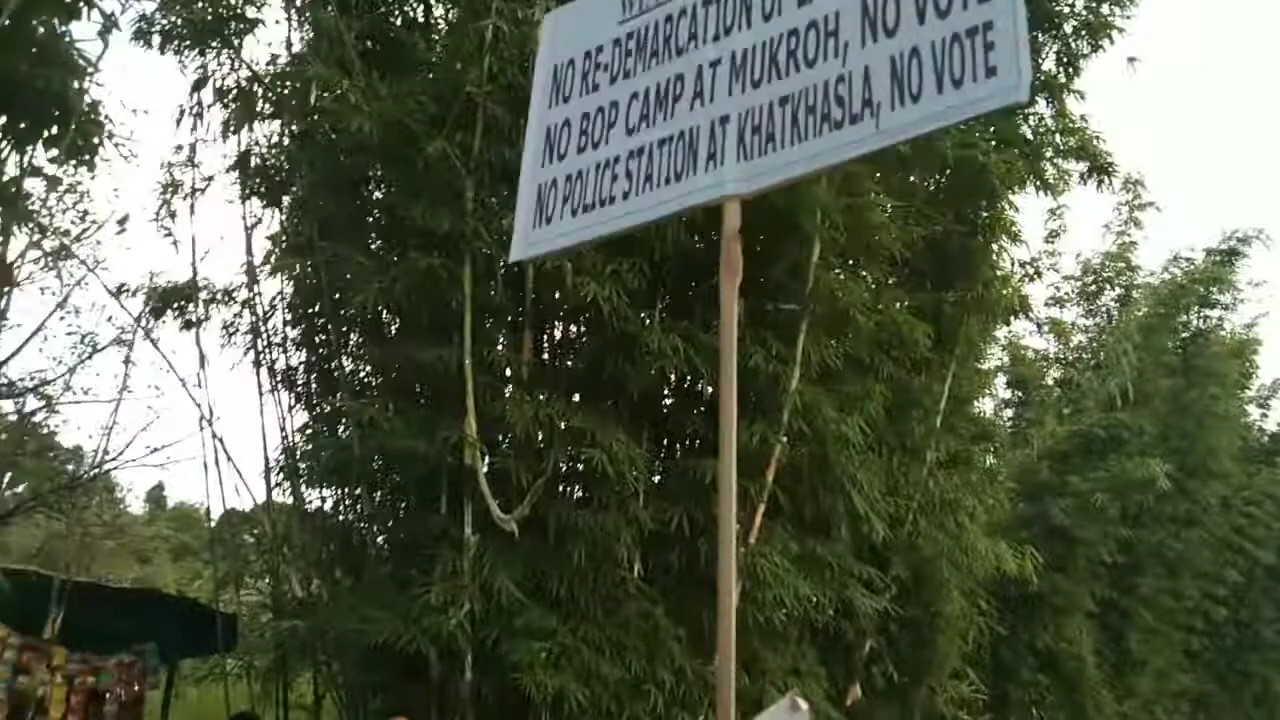 NO RE-DEMARCATION OF
NO BOP CAMP AT MUKROH, NO VOTE
NO POLICE STATION AT KHATKHASLA, NO VOTE